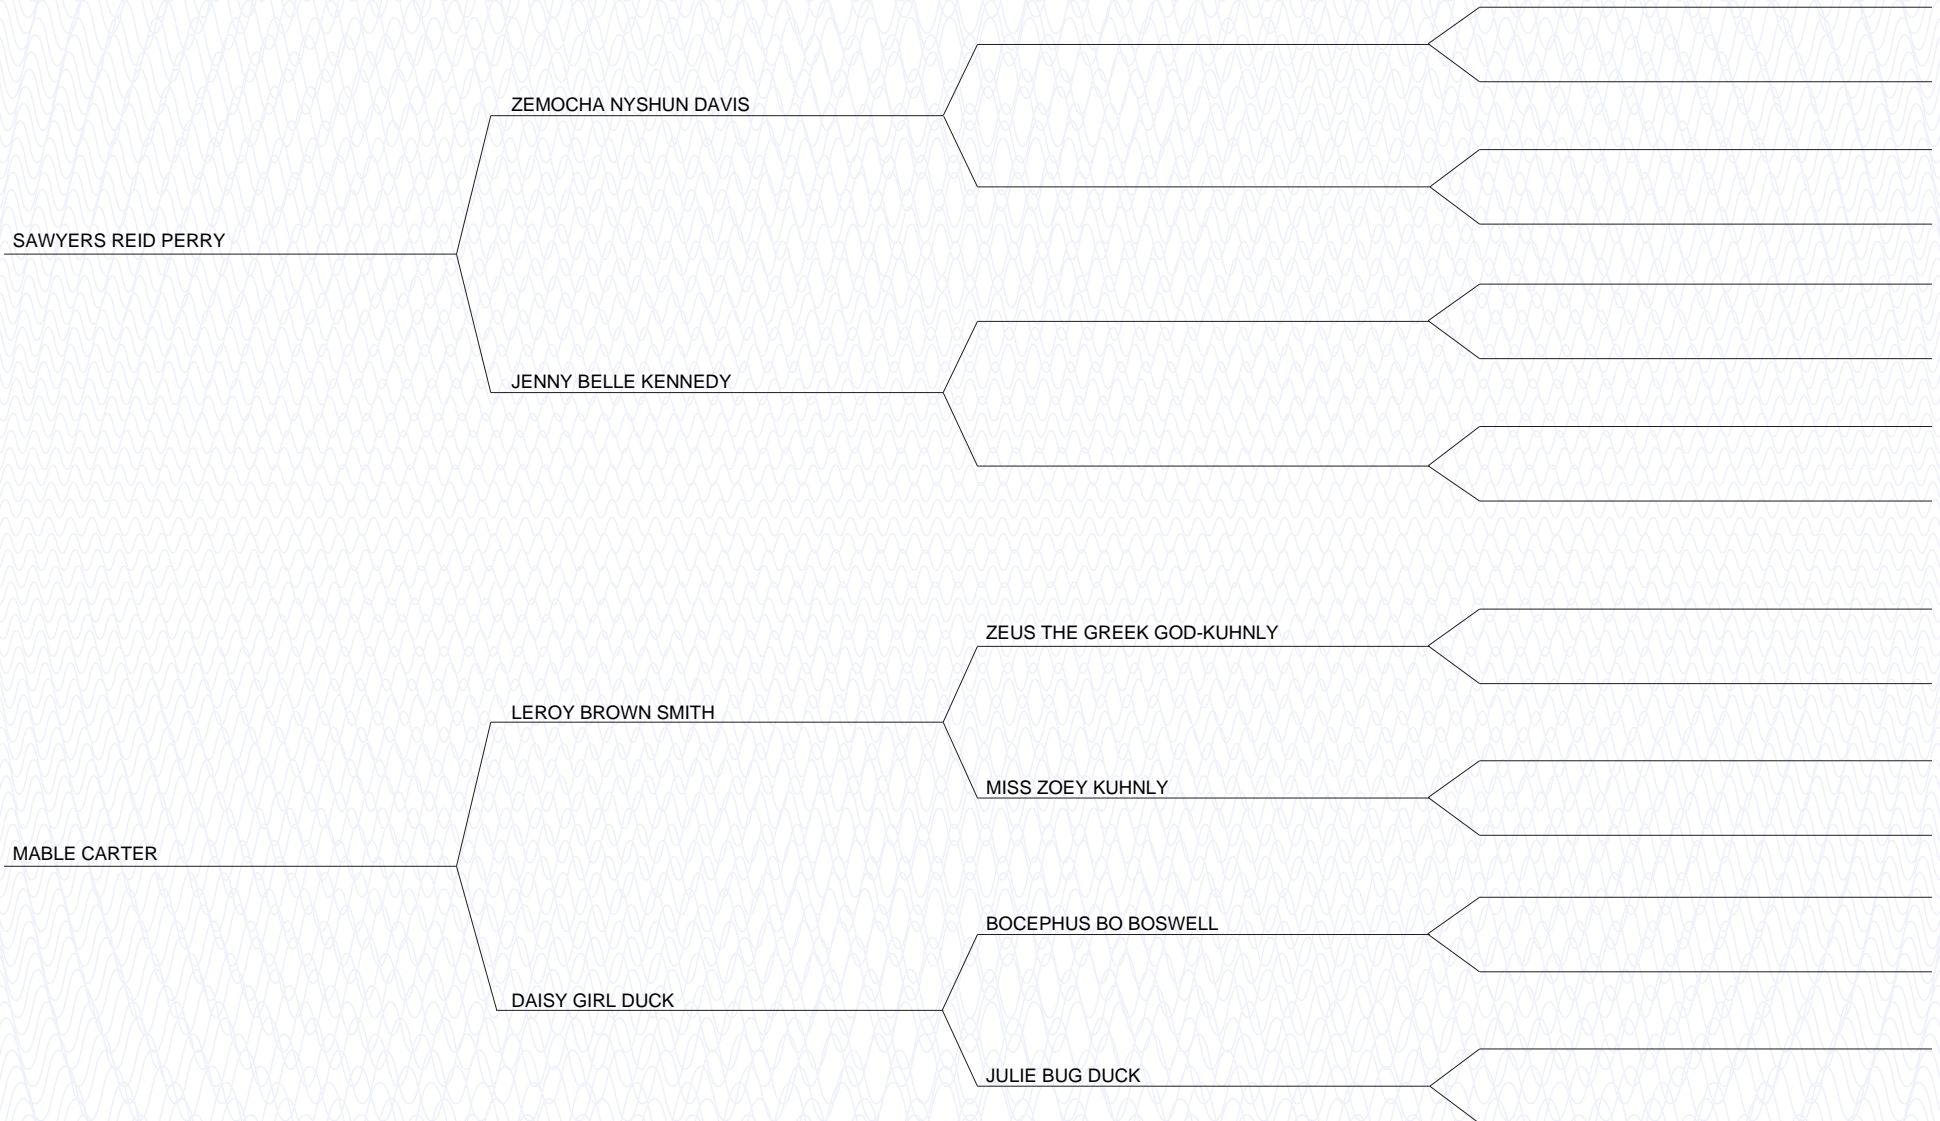 ZEMOCHA NYSHUN DAVIS
SAWYERS REID PERRY
JENNY BELLE KENNEDY
ZEUS THE GREEK GOD-KUHNLY
LEROY BROWN SMITH
MISS ZOEY KUHNLY
MABLE CARTER
BOCEPHUS BO BOSWELL
DAISY GIRL DUCK
JULIE BUG DUCK